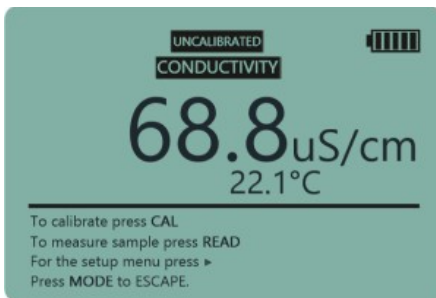 UNCALIBRATED
CONDUCTIVITY
68.8uS/cm
22.1°C
To calibrate press CAL
To measure sample press READ
For the setup menu press ►
Press MODE to ESCAPE.